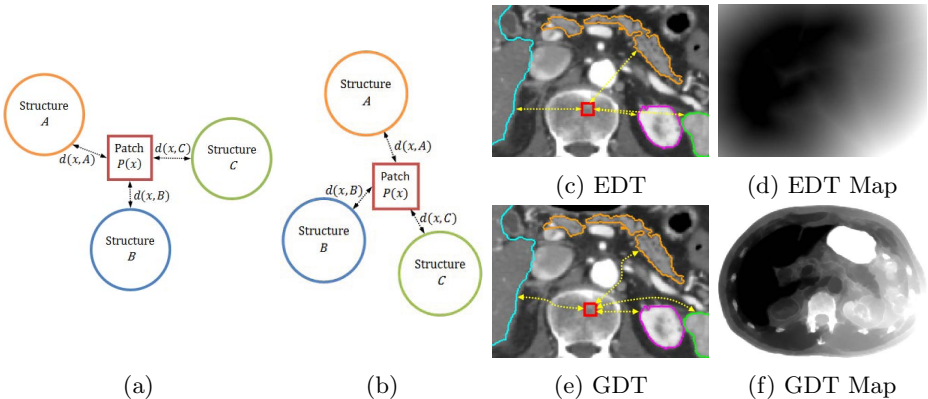 Structure
A
Patch
P(x)
d(x,A)
d(x,C)
d(x,B)
Structure
C
Structure
B
(a)
Structure
A
d(x,A)
Patch
P(x)
d(x,B)
d(x,C)
Structure
B
Structure
C
(b)
(c) EDT
(d) EDT Map
(e) GDT
(f) GDT Map